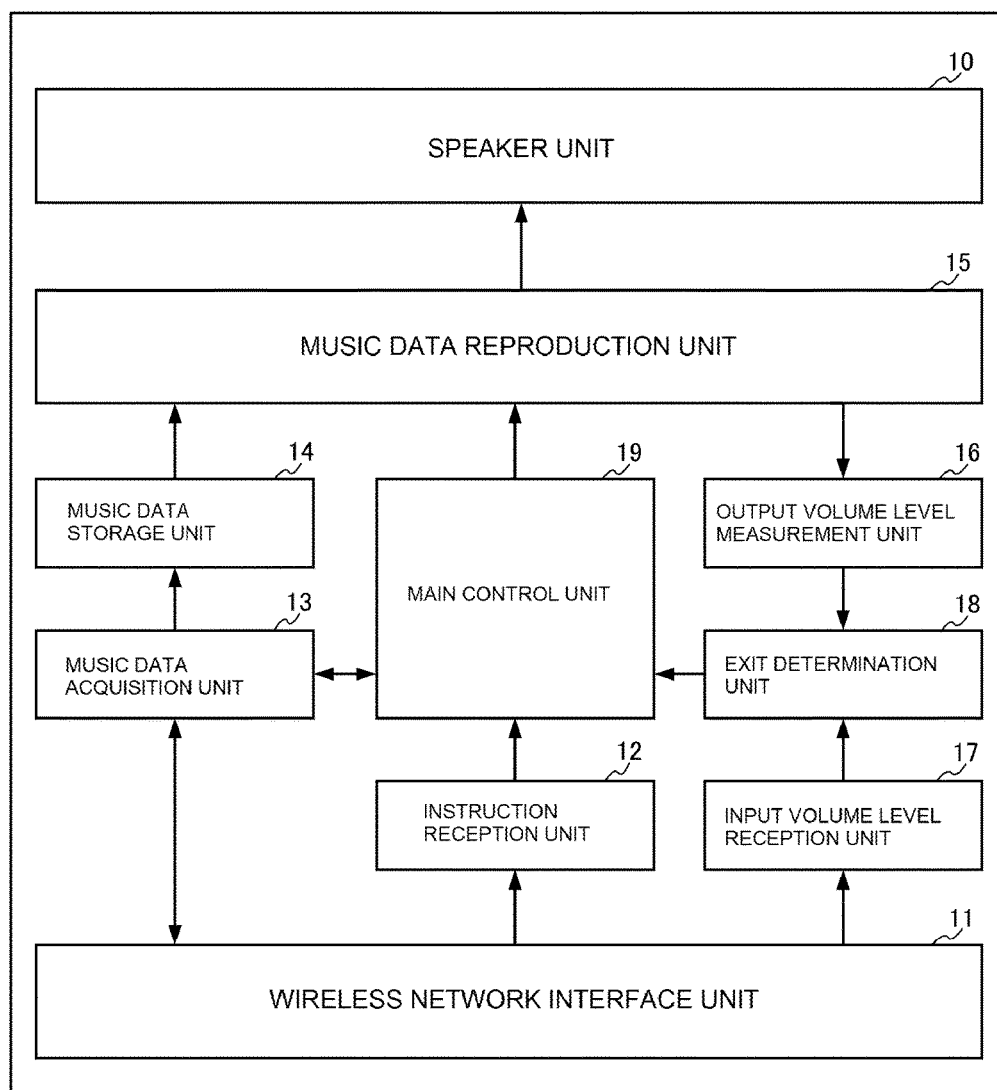 10
SPEAKER UNIT
15
MUSIC DATA REPRODUCTION UNIT
14
MUSIC DATA
STORAGE UNIT
19
MAIN CONTROL UNIT
16
OUTPUT VOLUME LEVEL
MEASUREMENT UNIT
13
MUSIC DATA
ACQUISITION UNIT
18
EXIT DETERMINATION
UNIT
12
INSTRUCTION
RECEPTION UNIT
17
INPUT VOLUME LEVEL
RECEPTION UNIT
11
WIRELESS NETWORK INTERFACE UNIT